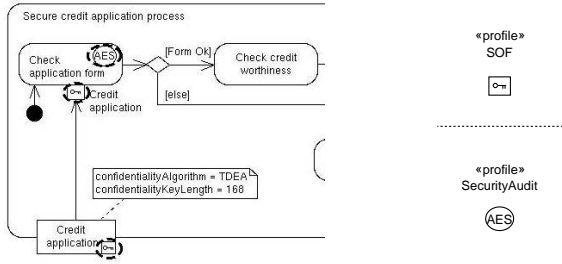 Secure credit application process
Check
application form
AES
[Form Ok]
Check credit
worthiness
[else]
Credit
application
confidentialityAlgorithm = TDEA
confidentialityKeyLength = 168
Credit
application
«profile»
SOF
«profile»
SecurityAudit
AES